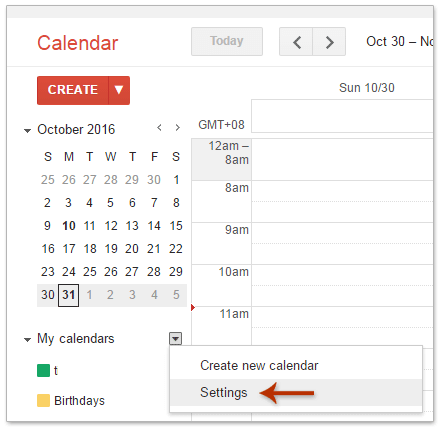 Calendar
Today
Oct 30 – No
CREATE
Sun 10/30
October 2016
GMT+08
S M T W T F S
25 26 27 28 29 30 1
2 3 4 5 6 7 8
9 10 11 12 13 14 15
16 17 18 19 20 21 22
23 24 25 26 27 28 29
30 31 1 2 3 4 5
12am –
8am
8am
9am
10am
11am
My calendars
t
Birthdays
Create new calendar
Settings